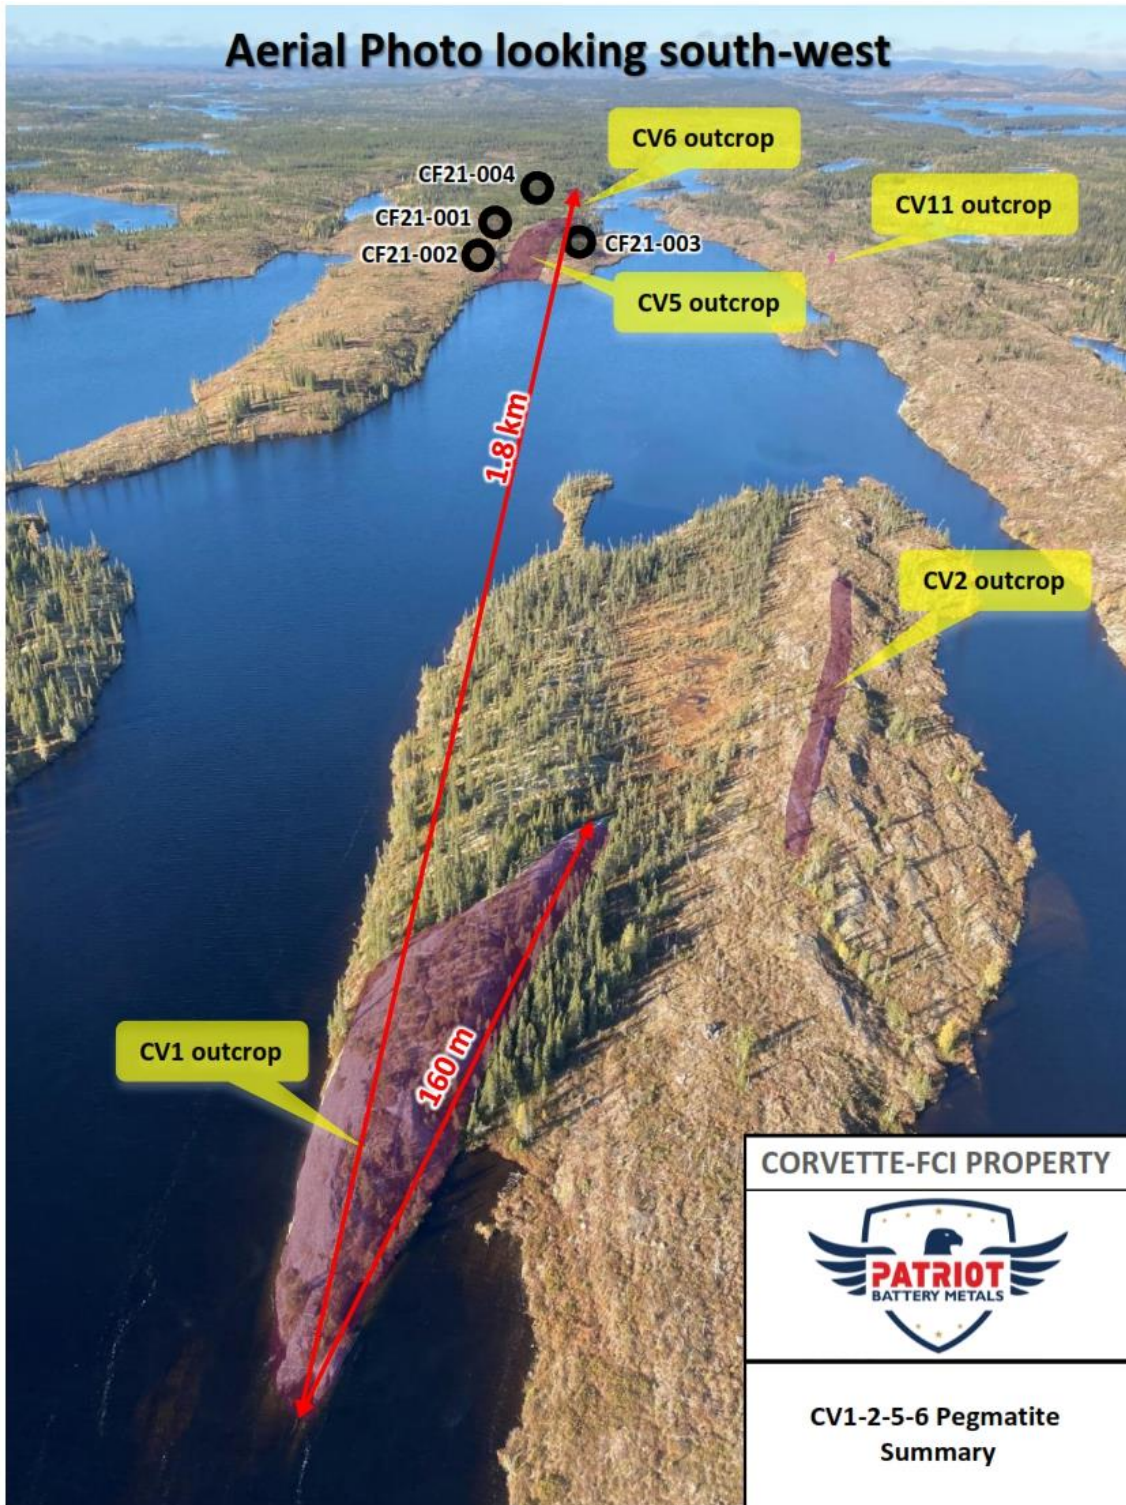 Aerial Photo looking south-west
CV6 outcrop
CF21-004
CV11 outcrop
CF21-001
CF21-003
CF21-002
CV5 outcrop
1.8 km
CV2 outcrop
CV1 outcrop
160 m
CORVETTE-FCI PROPERTY
PATRIOT
BATTERY METALS
CV1-2-5-6 Pegmatite
Summary